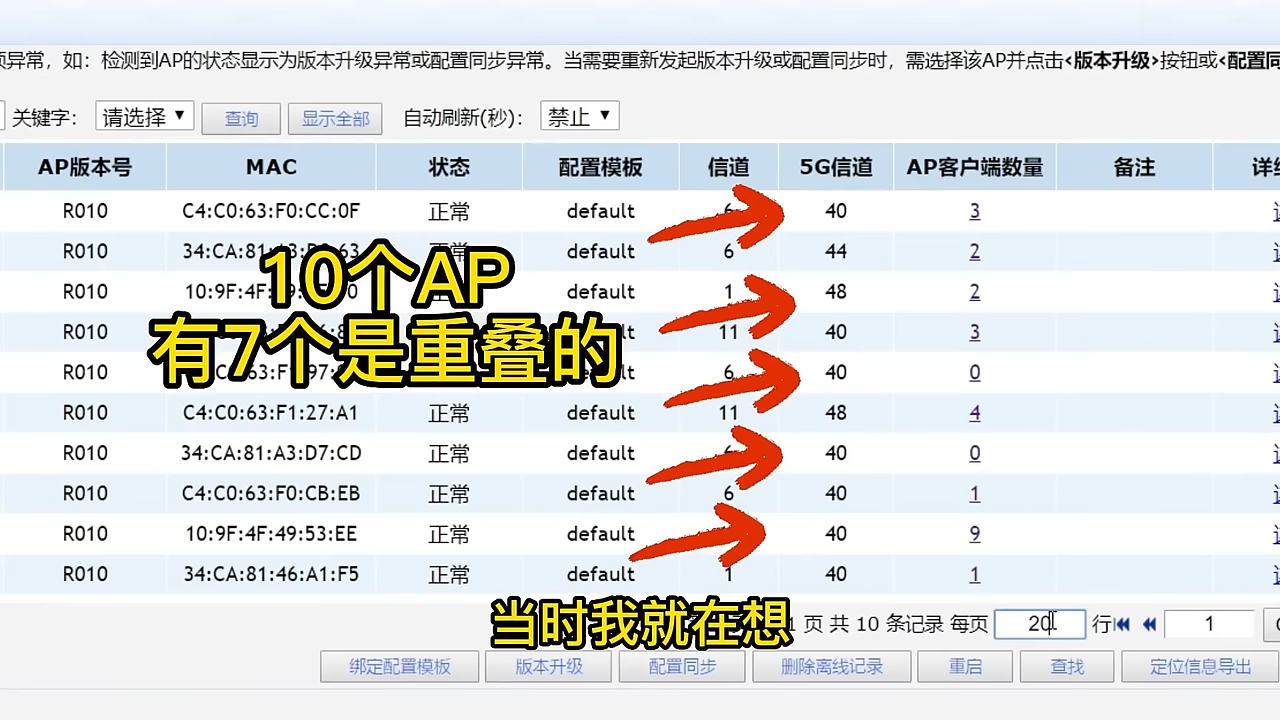 异常，如：检测到AP的状态显示为版本升级异常或配置同步异常。当需要重新发起版本升级或配置同步时，需选择该AP并点击<版本升级>按钮或<配置同
关键字： 请选择 查询 显示全部 自动刷新(秒)： 禁止
AP版本号 MAC 状态 配置模板 信道 5G信道 AP客户端数量 备注
R010 C4:C0:63:F0:CC:0F 正常 default 6 40 3
R010 default 6 44 2
R010 default 1 48 2
R010 default 11 40 3
R010 6 40 0
R010 C4:C0:63:F1:27:A1 正常 default 11 48 4
R010 34:CA:81:A3:D7:CD 正常 default 6 40 0
R010 C4:C0:63:F0:CB:EB 正常 default 6 40 1
R010 10:9F:4F:49:53:EE 正常 default 40 9
R010 34:CA:81:46:A1:F5 正常 default 1 40 1
10个AP
有7个是重叠的
当时我就在想
1 页 共 10 条记录 每页 20 行 1
绑定配置模板 版本升级 配置同步 删除离线记录 重启 查找 定位信息导出